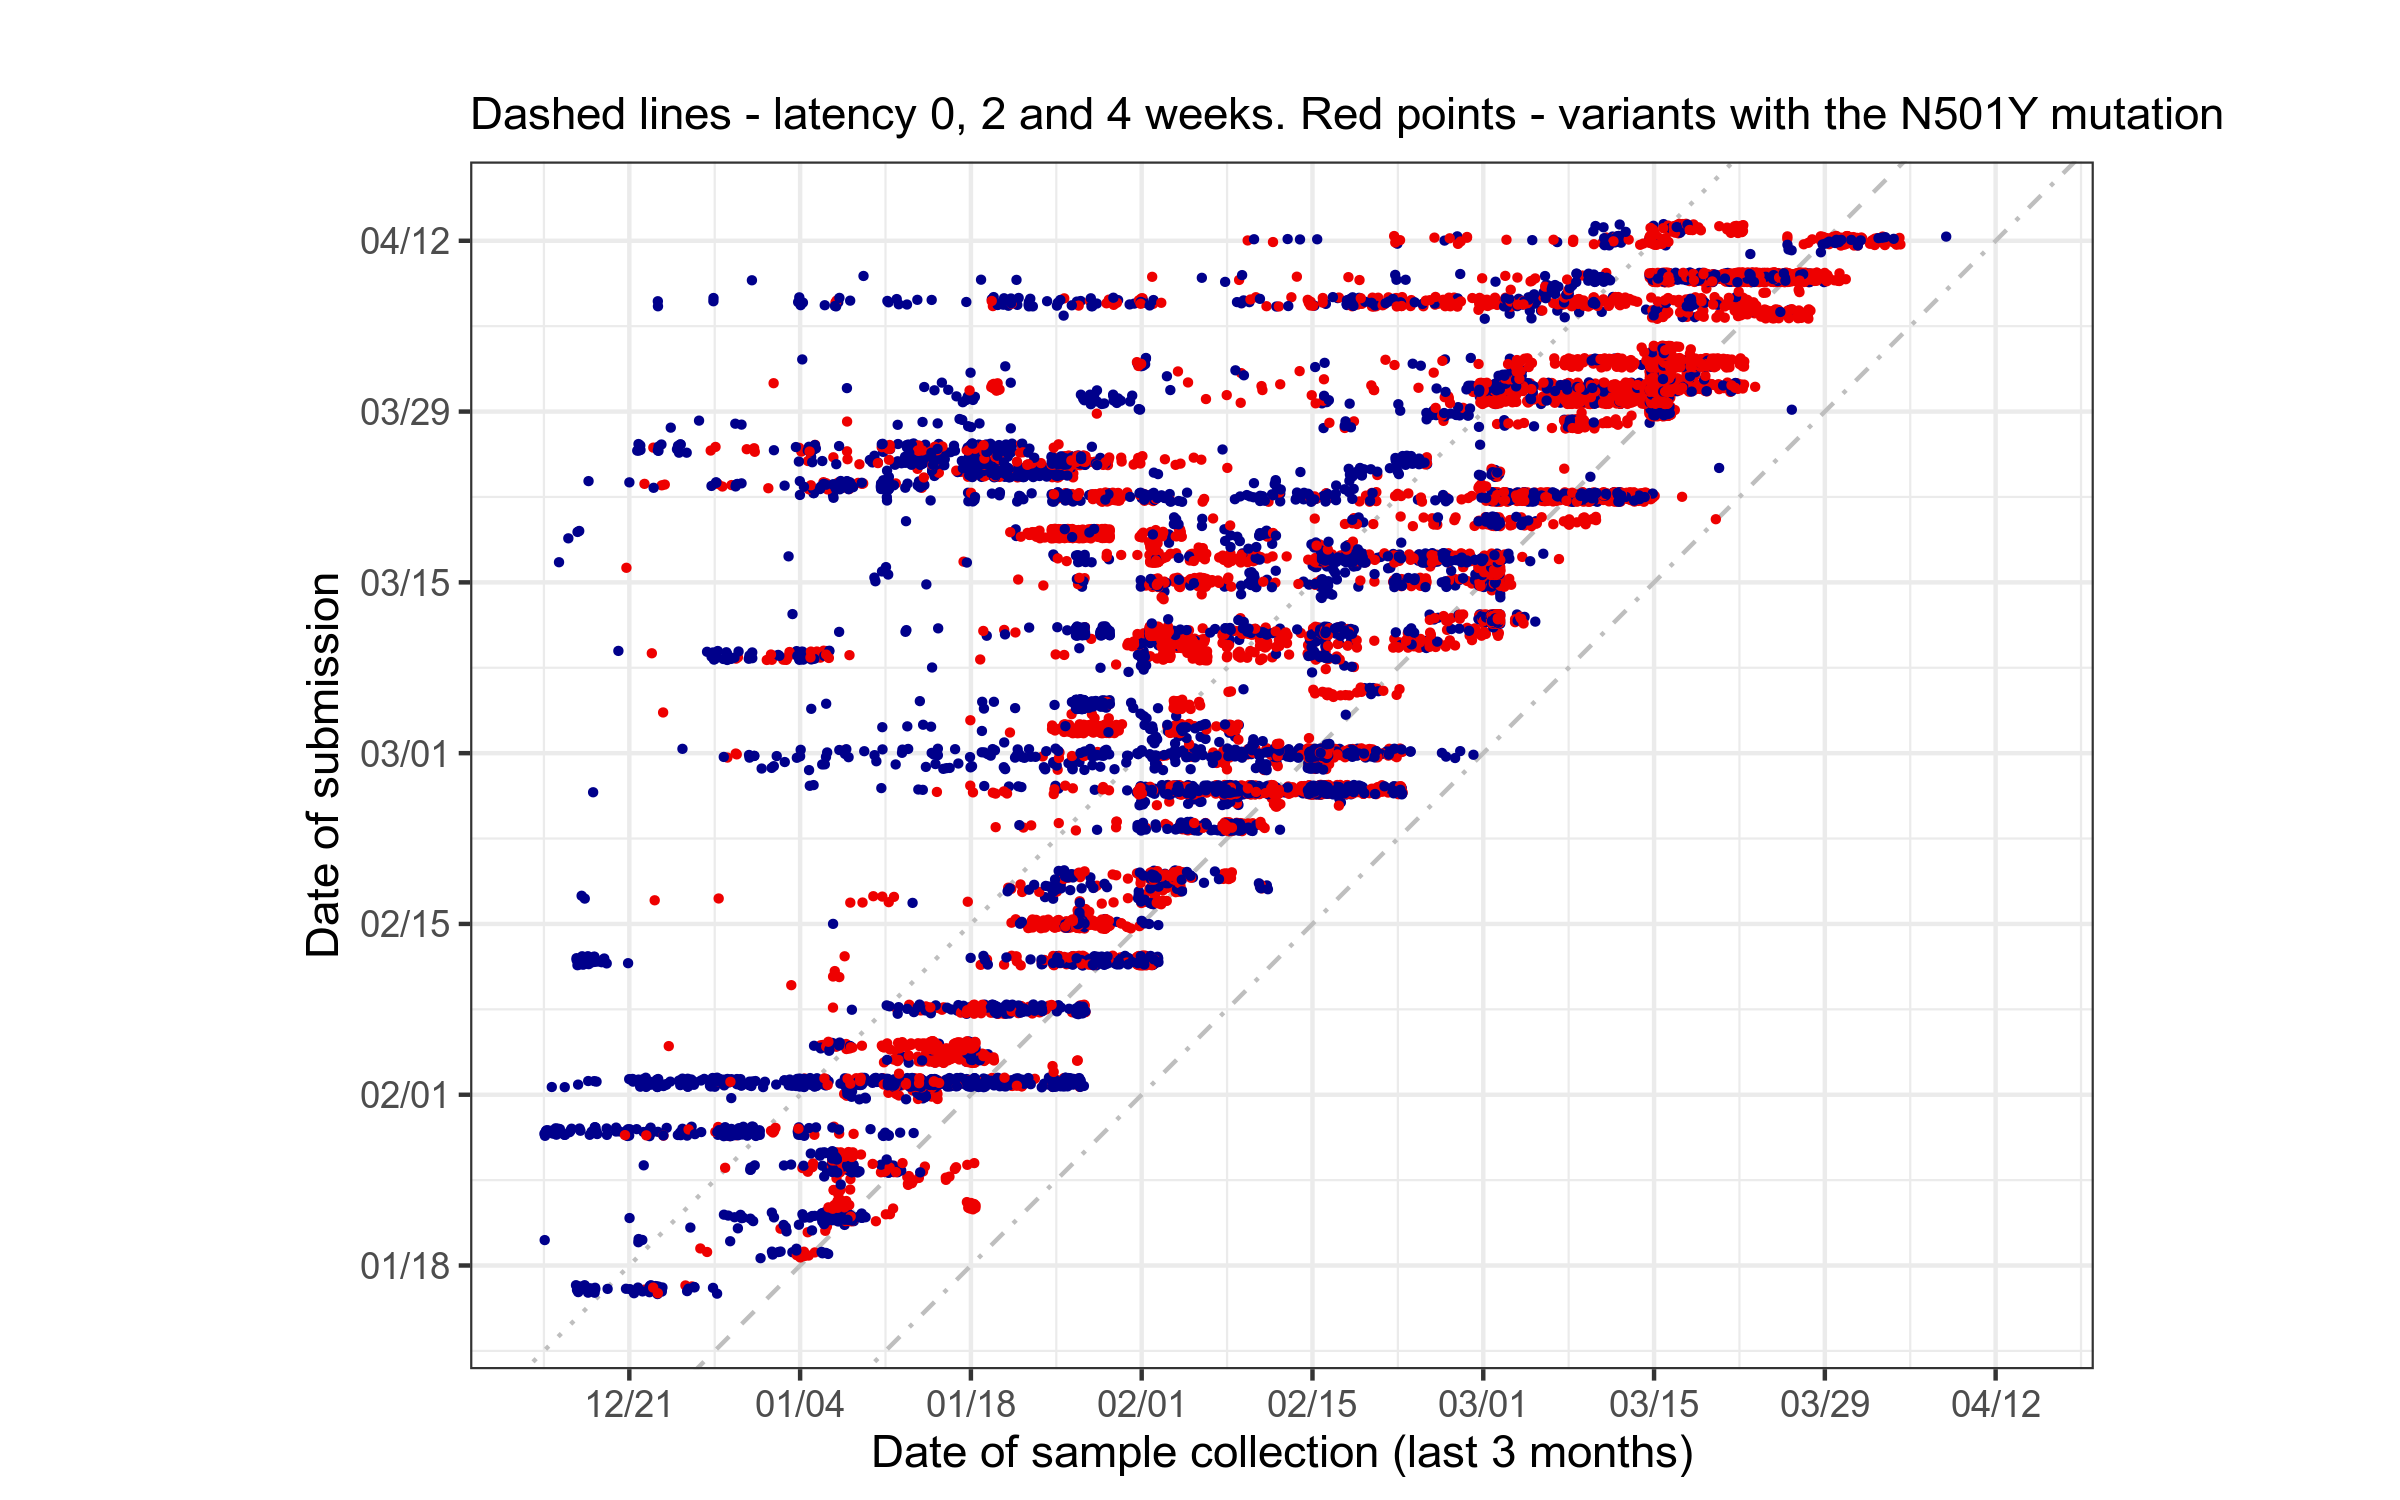 Dashed lines - latency 0, 2 and 4 weeks. Red points - variants with the N501Y mutation
04/12
03/29
03/15
03/01
02/15
02/01
01/18
Date of submission
12/21 01/04 01/18 02/01 02/15 03/01 03/15 03/29 04/12
Date of sample collection (last 3 months)